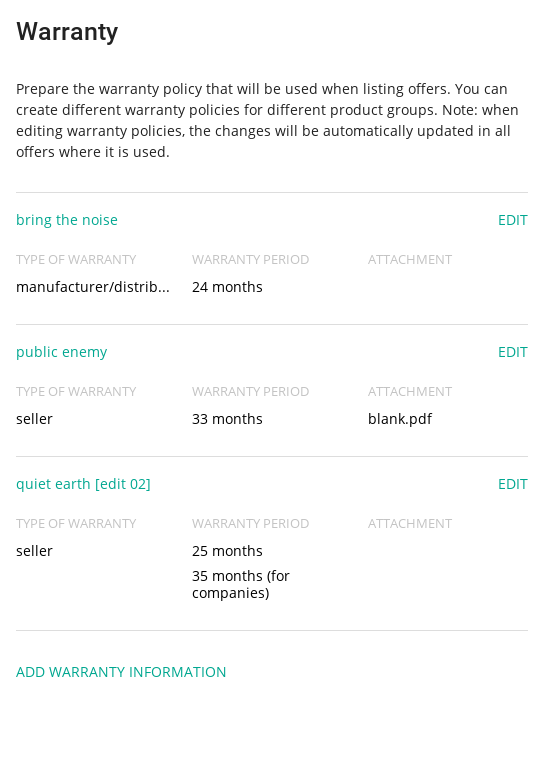 Warranty
Prepare the warranty policy that will be used when listing offers. You can
create different warranty policies for different product groups. Note: when
editing warranty policies, the changes will be automatically updated in all
offers where it is used.
bring the noise EDIT
TYPE OF WARRANTY WARRANTY PERIOD ATTACHMENT
manufacturer/distrib... 24 months
public enemy EDIT
TYPE OF WARRANTY WARRANTY PERIOD ATTACHMENT
seller 33 months blank.pdf
quiet earth [edit 02] EDIT
TYPE OF WARRANTY WARRANTY PERIOD ATTACHMENT
seller 25 months
35 months (for
companies)
ADD WARRANTY INFORMATION